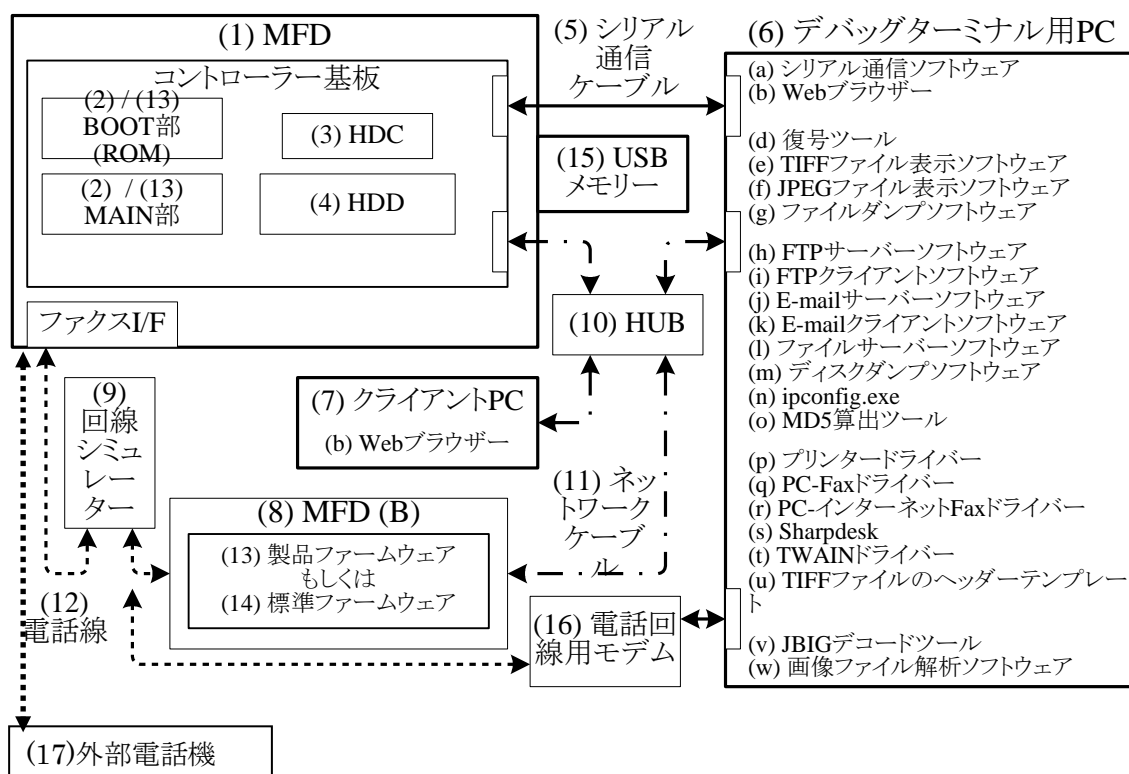 (1) MFD
コントローラー基板
(2) / (13)
BOOT部
(ROM)
(3) HDC
(2) / (13)
MAIN部
(4) HDD
ファクスI/F
(5) シリアル
通信
ケーブル
(15) USB
メモリー
(6) デバッグターミナル用PC
(a) シリアル通信ソフトウェア
(b) Webブラウザー
(d) 復号ツール
(e) TIFFファイル表示ソフトウェア
(f) JPEGファイル表示ソフトウェア
(g) ファイルダンプソフトウェア
(h) FTPサーバーソフトウェア
(i) FTPクライアントソフトウェア
(j) E-mailサーバーソフトウェア
(k) E-mailクライアントソフトウェア
(l) ファイルサーバーソフトウェア
(m) ディスクダンプソフトウェア
(n) ipconfig.exe
(o) MD5算出ツール
(p) プリンタードライバー
(q) PC-Faxドライバー
(r) PC-インターネットFaxドライバー
(s) Sharpdesk
(t) TWAINドライバー
(u) TIFFファイルのヘッダーテンプレー
ト
(v) JBIGデコードツール
(w) 画像ファイル解析ソフトウェア
(10) HUB
(7) クライアントPC
(b) Webブラウザー
(9)
回線
シミュ
レー
ター
(11) ネッ
トワーク
ケーブ
ル
(8) MFD (B)
(13) 製品ファームウェア
もしくは
(14) 標準ファームウェア
(12)
電話線
(16) 電話回
線用モデム
(17)外部電話機